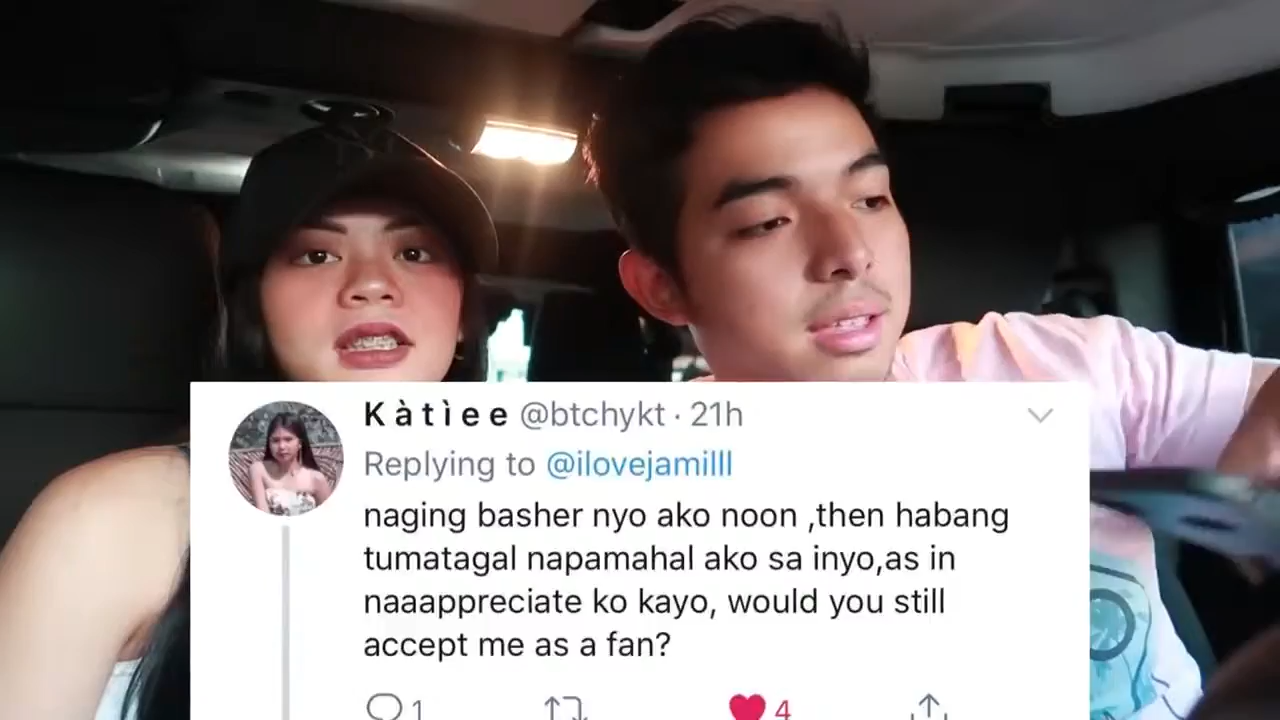 K à t ì e e @btchykt · 21h
Replying to @ilovejamilll
naging basher nyo ako noon ,then habang
tumatagal napamahal ako sa inyo,as in
naaappreciate ko kayo, would you still
accept me as a fan?
1 4